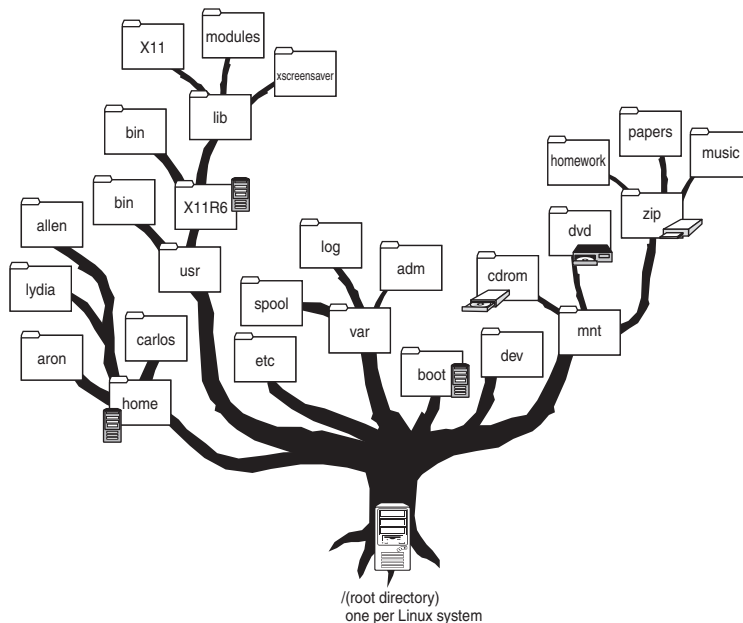 modules
X11
xscreensaver
lib
bin
papers
music
homework
X11R6
bin
zip
allen
dvd
log
usr
adm
cdrom
lydia
spool
var
mnt
carlos
aron
etc
boot
dev
home
/(root directory)
one per Linux system